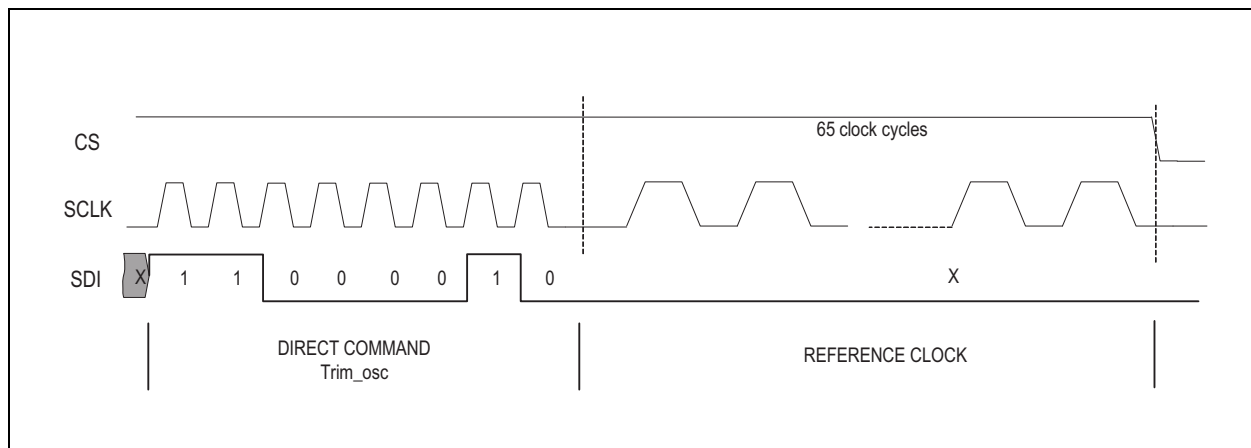 65 clock cycles
CS
SCLK
SDI X 1 1 0 0 0 0 1 0 X
DIRECT COMMAND
Trim_osc
REFERENCE CLOCK